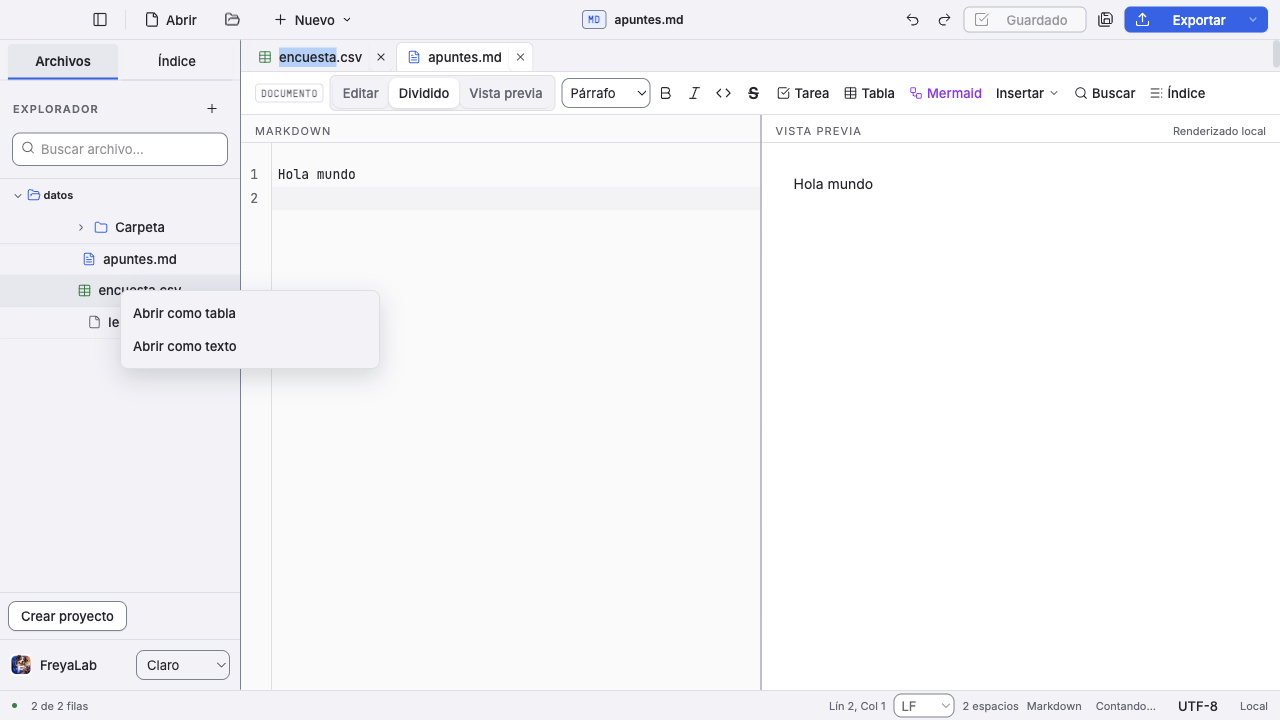 Abrir
Nuevo
MD
apuntes.md
Guardado
Exportar
Archivos
Índice
encuesta.csv
apuntes.md
DOCUMENTO
Editar
Dividido
Vista previa
Párrafo
B
I
S
Tarea
Tabla
Mermaid
Insertar
Buscar
Índice
EXPLORADOR
Buscar archivo...
datos
Carpeta
apuntes.md
encuesta.csv
le
Abrir como tabla
Abrir como texto
MARKDOWN
1 Hola mundo
2
VISTA PREVIA
Renderizado local
Hola mundo
Crear proyecto
FreyaLab
Claro
2 de 2 filas
Lín 2, Col 1
LF
2 espacios
Markdown
Contando...
UTF-8
Local